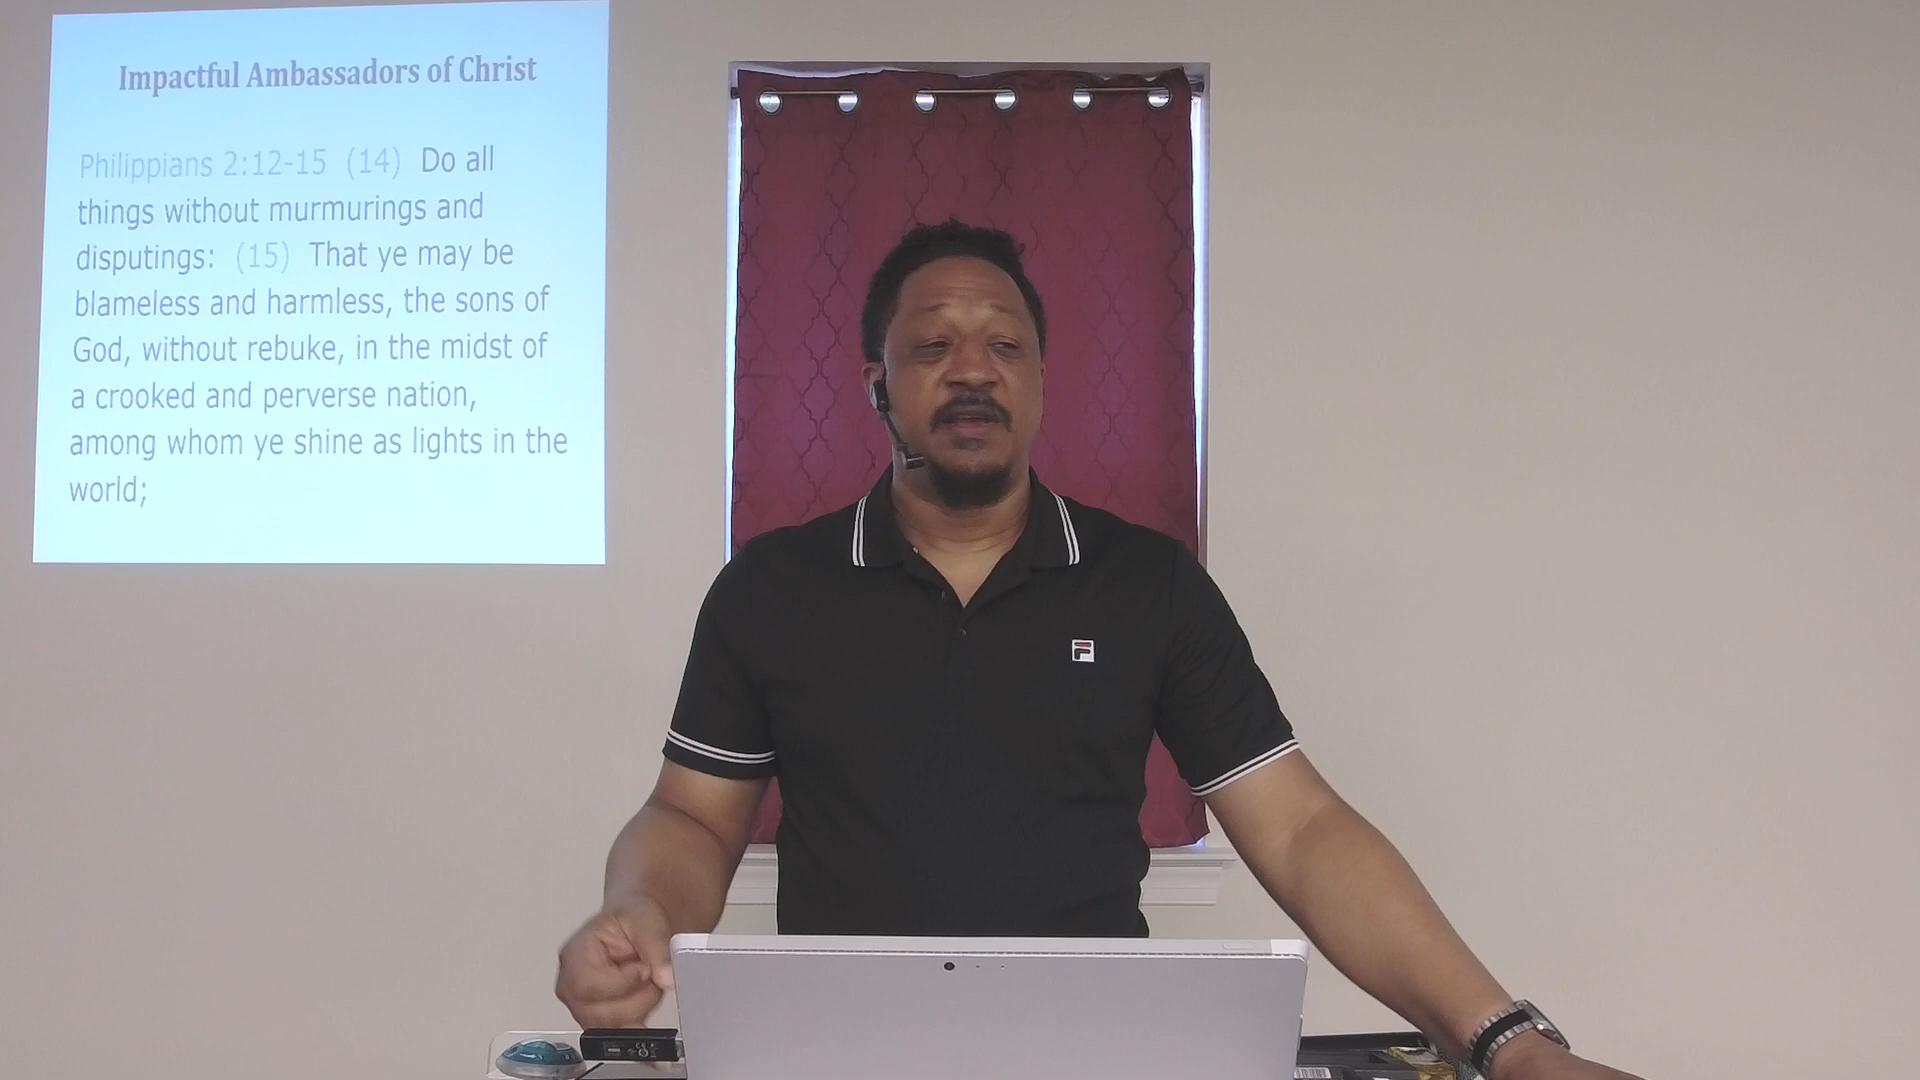 Impactful Ambassadors of Christ
Philippians 2:12-15 (14) Do all
things without murmurings and
disputings: (15) That ye may be
blameless and harmless, the sons of
God, without rebuke, in the midst of
a crooked and perverse nation,
among whom ye shine as lights in the
world;
F